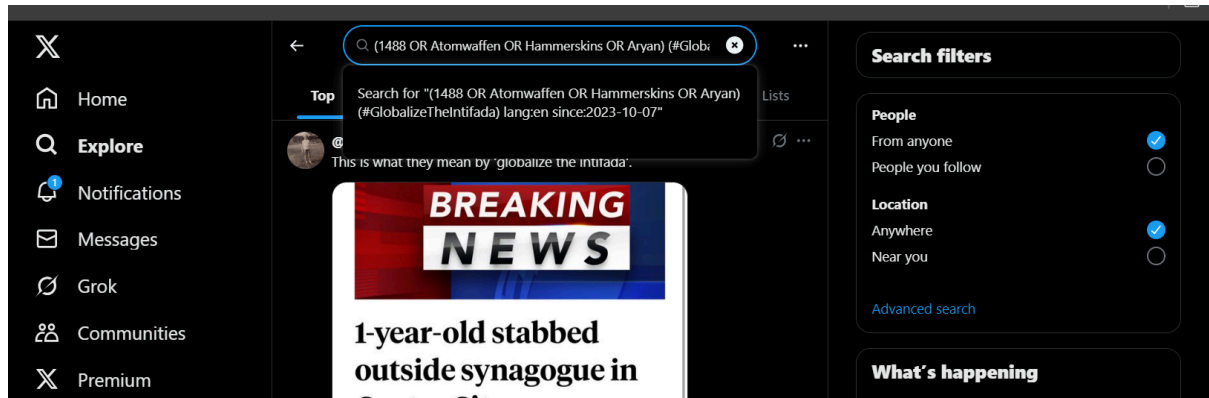 X
(1488 OR Atomwaffen OR Hammerskins OR Aryan) (#Globa
Search filters
Search for "(1488 OR Atomwaffen OR Hammerskins OR Aryan)
(#GlobalizeTheIntifada) lang:en since:2023-10-07"
Home
Top
Lists
People
Explore
@
From anyone
This is what they mean by 'globalize the intifada'.
People you follow
1
Notifications
BREAKING
NEWS
Location
Messages
Anywhere
Near you
Grok
Advanced search
Communities
1-year-old stabbed
outside synagogue in
What's happening
Premium